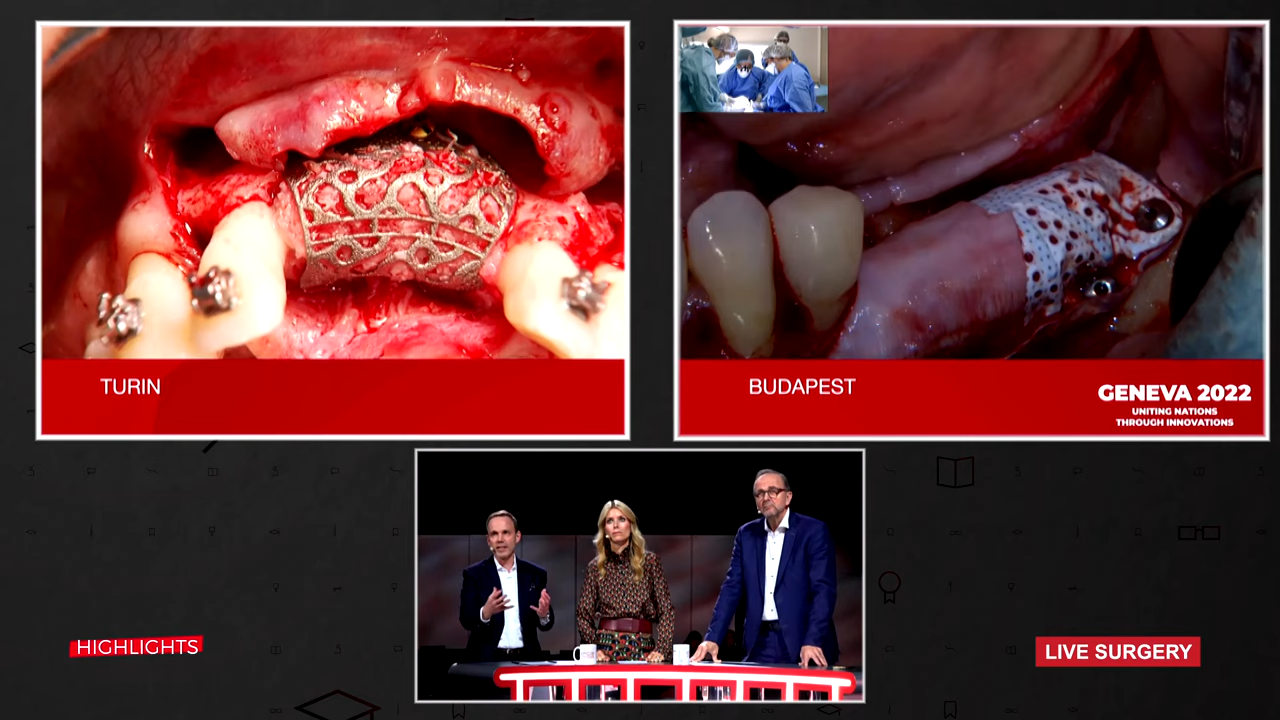 TURIN
BUDAPEST
GENEVA 2022
UNITING NATIONS
THROUGH INNOVATIONS
HIGHLIGHTS
LIVE SURGERY